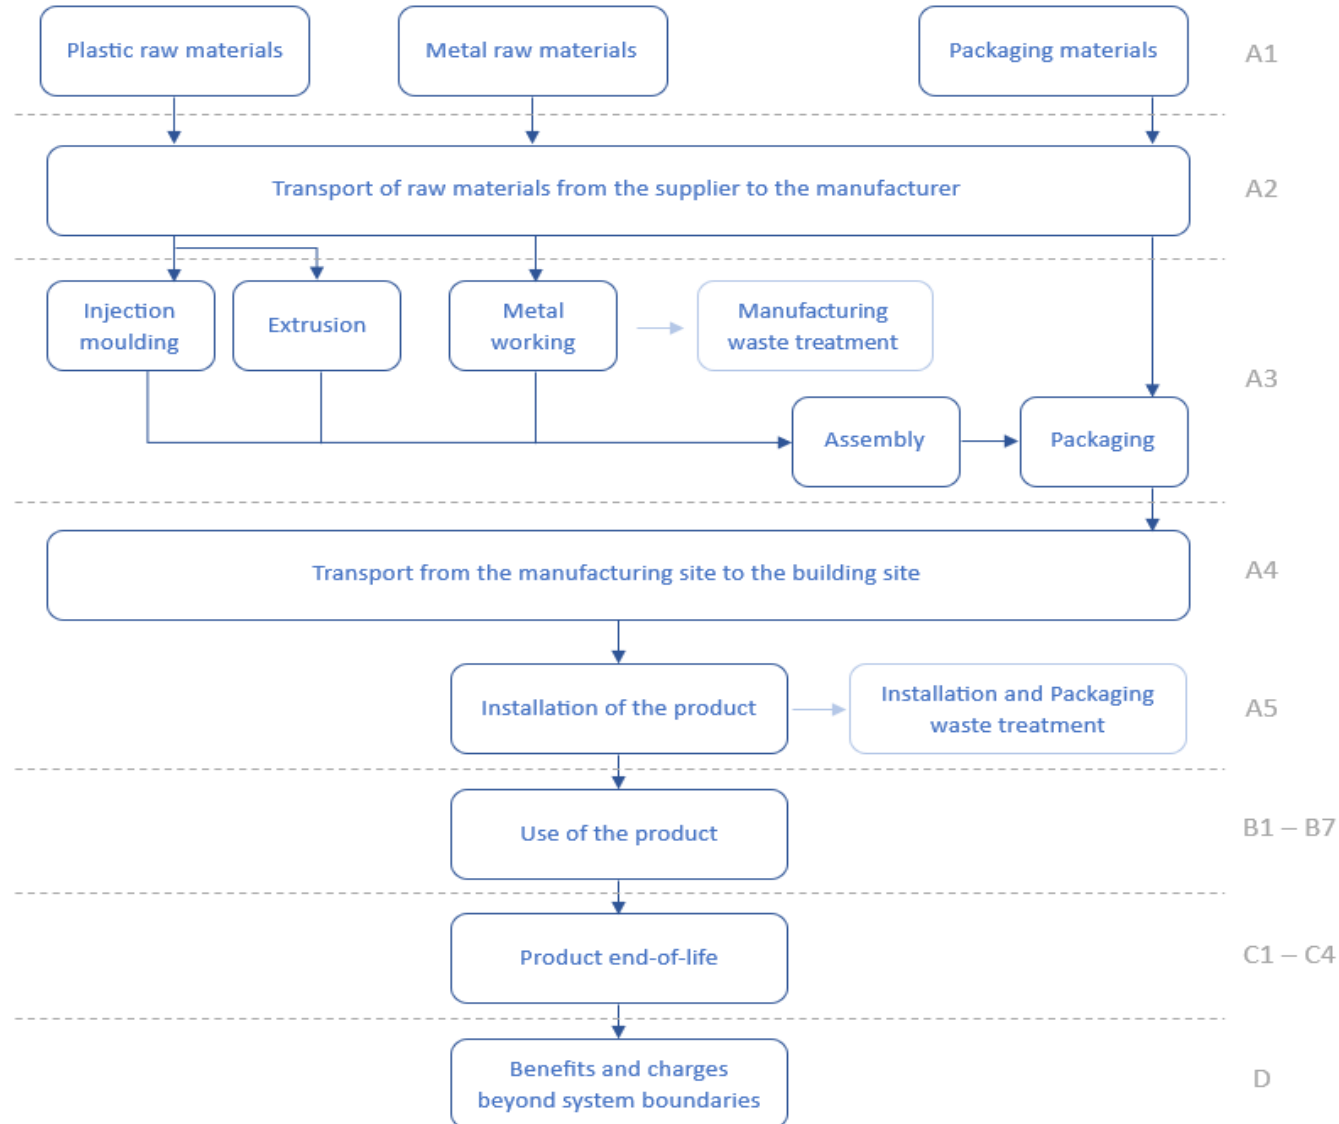 Plastic raw materials
Metal raw materials
Packaging materials
A1
Transport of raw materials from the supplier to the manufacturer
A2
Injection
moulding
Extrusion
Metal
working
Manufacturing
waste treatment
A3
Assembly
Packaging
Transport from the manufacturing site to the building site
A4
Installation of the product
Installation and Packaging
waste treatment
A5
Use of the product
B1 – B7
Product end-of-life
C1 – C4
Benefits and charges
beyond system boundaries
D